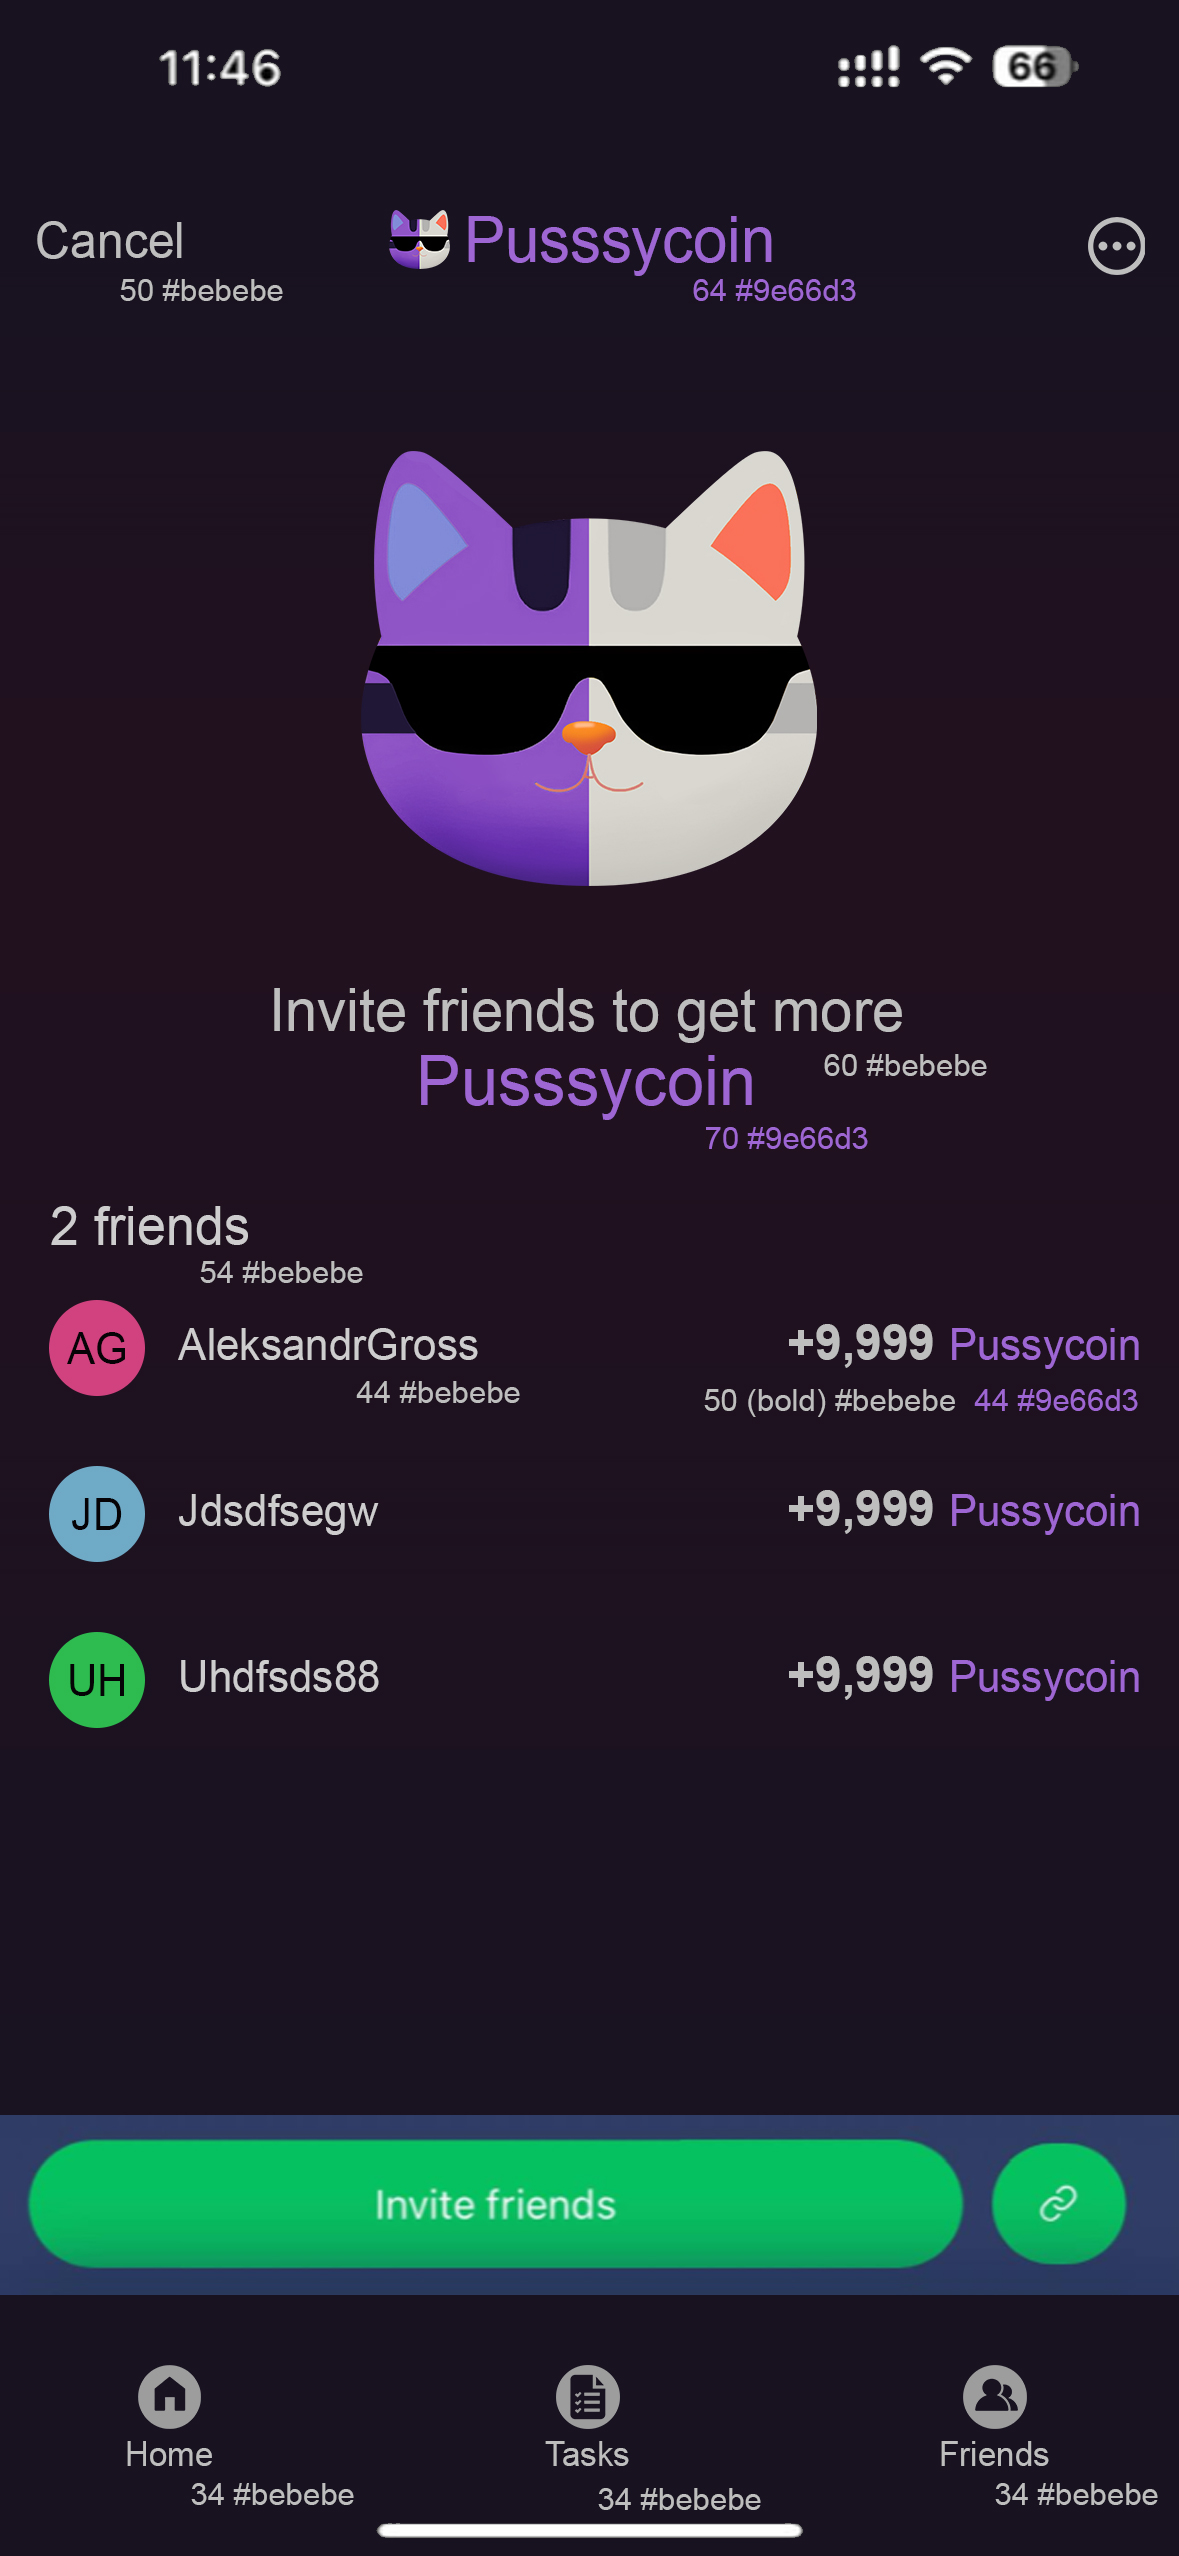 11:46 66
Cancel Pusssycoin
50 #bebebe 64 #9e66d3
Invite friends to get more
Pusssycoin 60 #bebebe
70 #9e66d3
2 friends
54 #bebebe
AG AleksandrGross +9,999 Pussycoin
44 #bebebe 50 (bold) #bebebe 44 #9e66d3
JD Jdsdfsegw +9,999 Pussycoin
UH Uhdfsds88 +9,999 Pussycoin
Invite friends
Home Tasks Friends
34 #bebebe 34 #bebebe 34 #bebebe